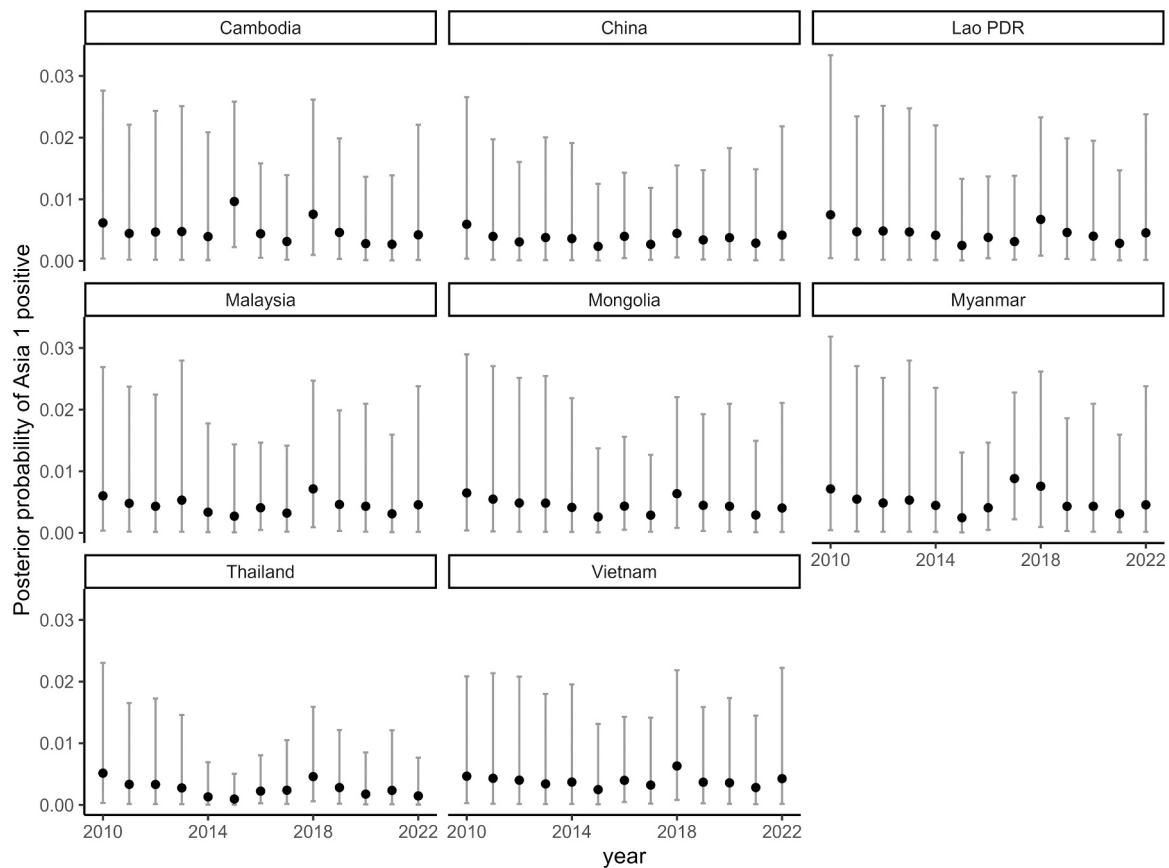 Cambodia
China
Lao PDR
0.03
0.02
0.01
0.00
Malaysia
Mongolia
Myanmar
0.03
0.02
0.01
0.00
2010 2014 2018 2022
Thailand
Vietnam
0.03
0.02
0.01
0.00
2010 2014 2018 2022
2010 2014 2018 2022
year
Posterior probability of Asia 1 positive